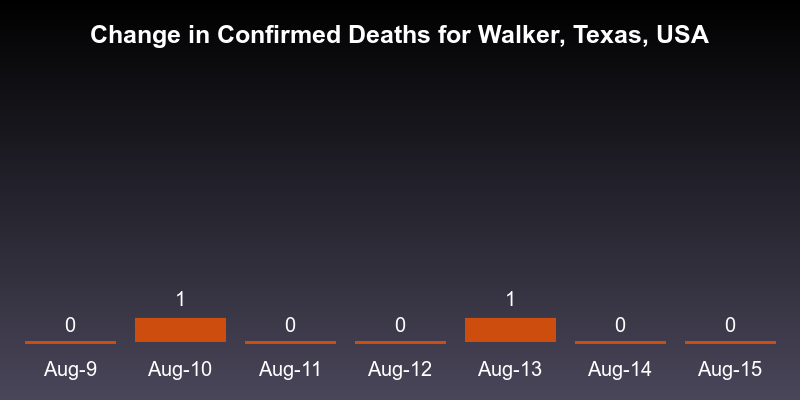 Change in Confirmed Deaths for Walker, Texas, USA
0 1 0 0 1 0 0
Aug-9 Aug-10 Aug-11 Aug-12 Aug-13 Aug-14 Aug-15